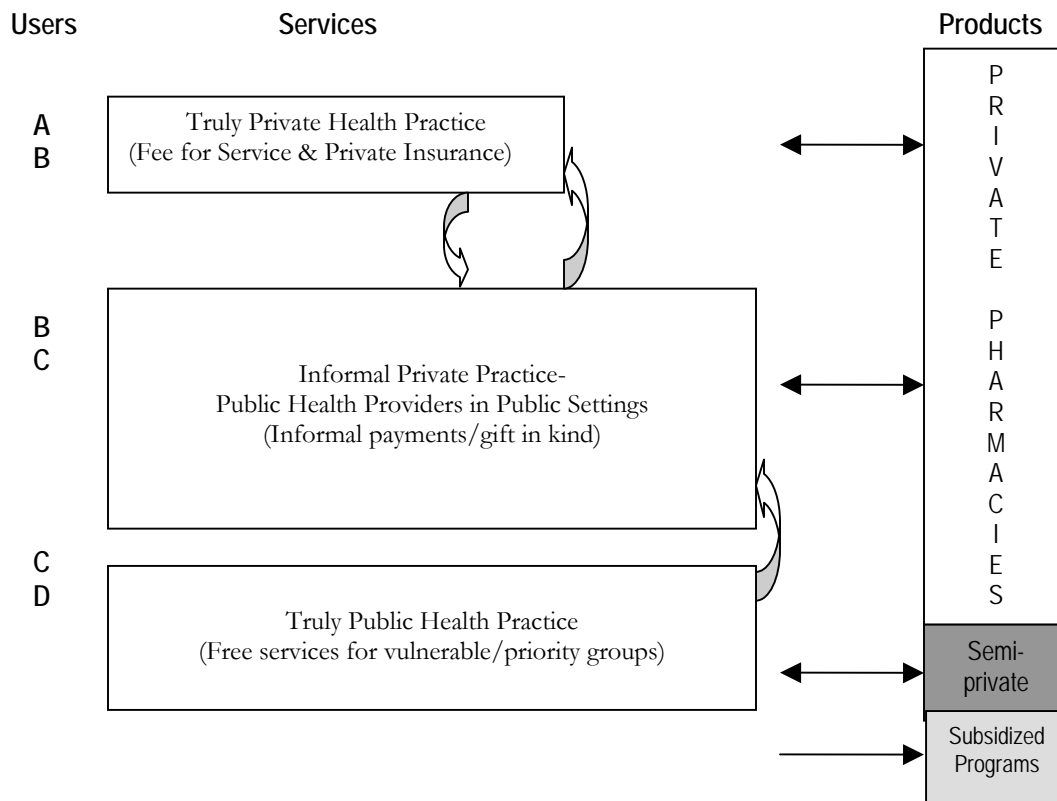 Users Services Products
A
B
Truly Private Health Practice
(Fee for Service & Private Insurance)
B
C
Informal Private Practice-
Public Health Providers in Public Settings
(Informal payments/gift in kind)
C
D
Truly Public Health Practice
(Free services for vulnerable/priority groups)
P
R
I
V
A
T
E
P
H
A
R
M
A
C
I
E
S
Semi-
private
Subsidized
Programs